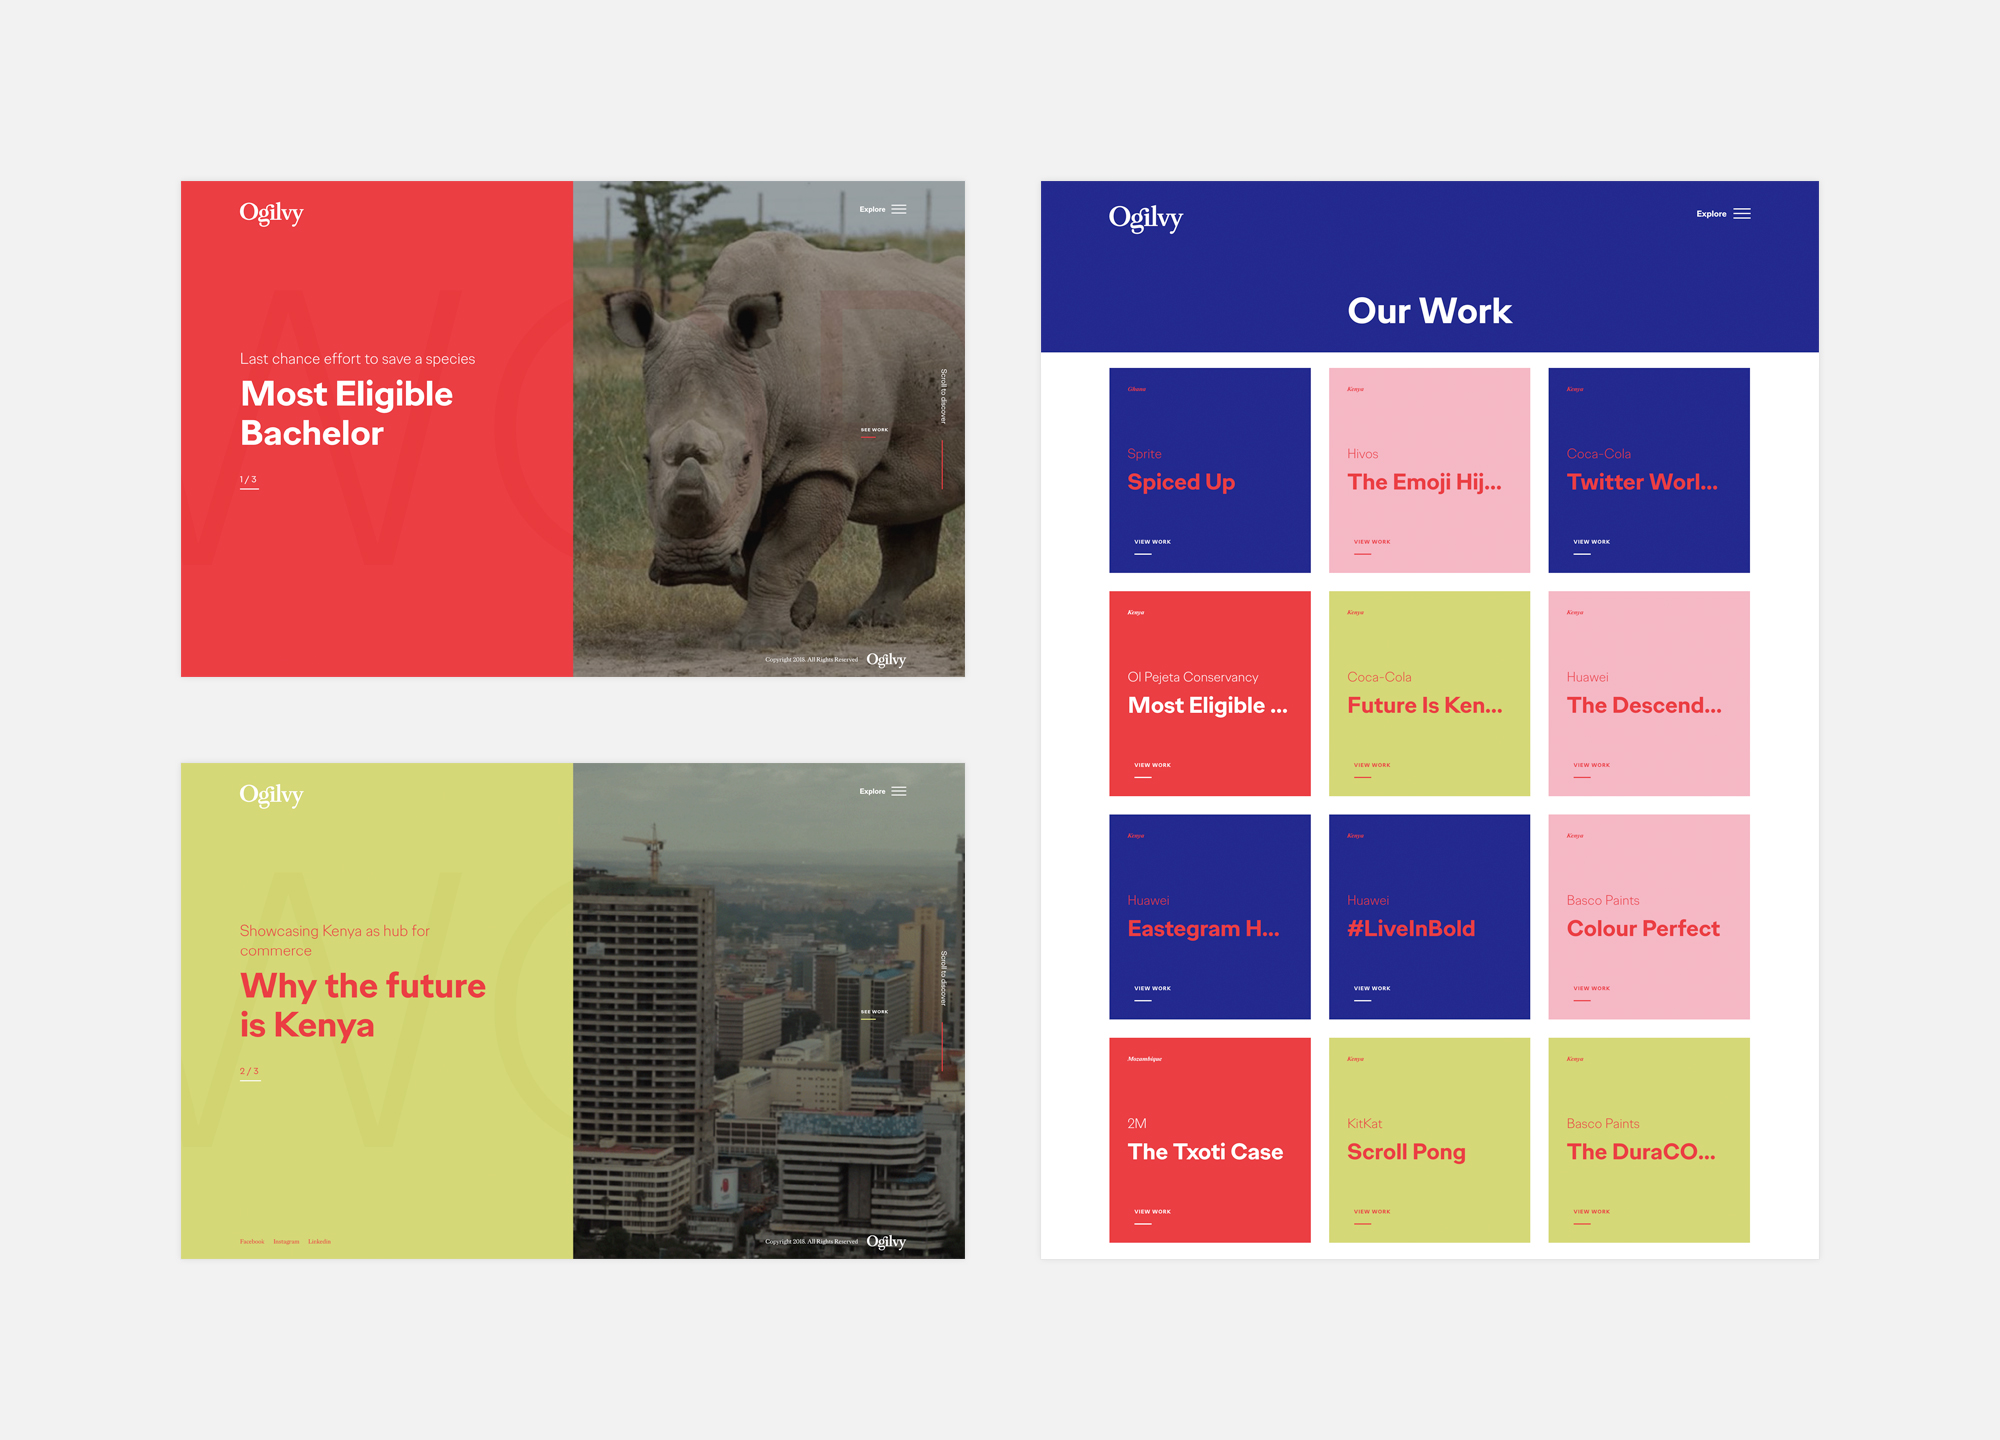 Ogilvy
Explore
WO
Last chance effort to save a species
Most Eligible
Bachelor
1 / 3
SEE WORK
Scroll to discover
Copyright 2018. All Rights Reserved
Ogilvy
Ogilvy
Explore
WO
Showcasing Kenya as hub for
commerce
Why the future
is Kenya
2 / 3
SEE WORK
Scroll to discover
Facebook Instagram Linkedin
Copyright 2018. All Rights Reserved
Ogilvy
Ogilvy
Explore
Our Work
Ghana
Sprite
Spiced Up
VIEW WORK
Kenya
Hivos
The Emoji Hij...
VIEW WORK
Kenya
Coca-Cola
Twitter Worl...
VIEW WORK
Kenya
Ol Pejeta Conservancy
Most Eligible ...
VIEW WORK
Kenya
Coca-Cola
Future Is Ken...
VIEW WORK
Kenya
Huawei
The Descend...
VIEW WORK
Kenya
Huawei
Eastegram H...
VIEW WORK
Kenya
Huawei
#LiveInBold
VIEW WORK
Kenya
Basco Paints
Colour Perfect
VIEW WORK
Mozambique
2M
The Txoti Case
VIEW WORK
Kenya
KitKat
Scroll Pong
VIEW WORK
Kenya
Basco Paints
The DuraCO...
VIEW WORK